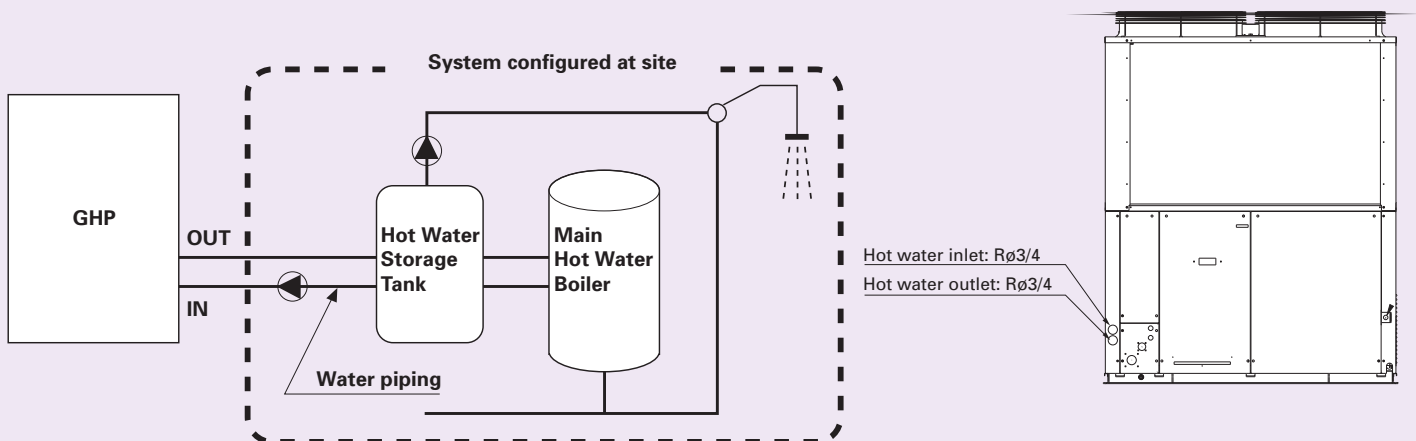 System configured at site
GHP
OUT
IN
Hot Water
Storage
Tank
Main
Hot Water
Boiler
Water piping
Hot water inlet: Rø3/4
Hot water outlet: Rø3/4